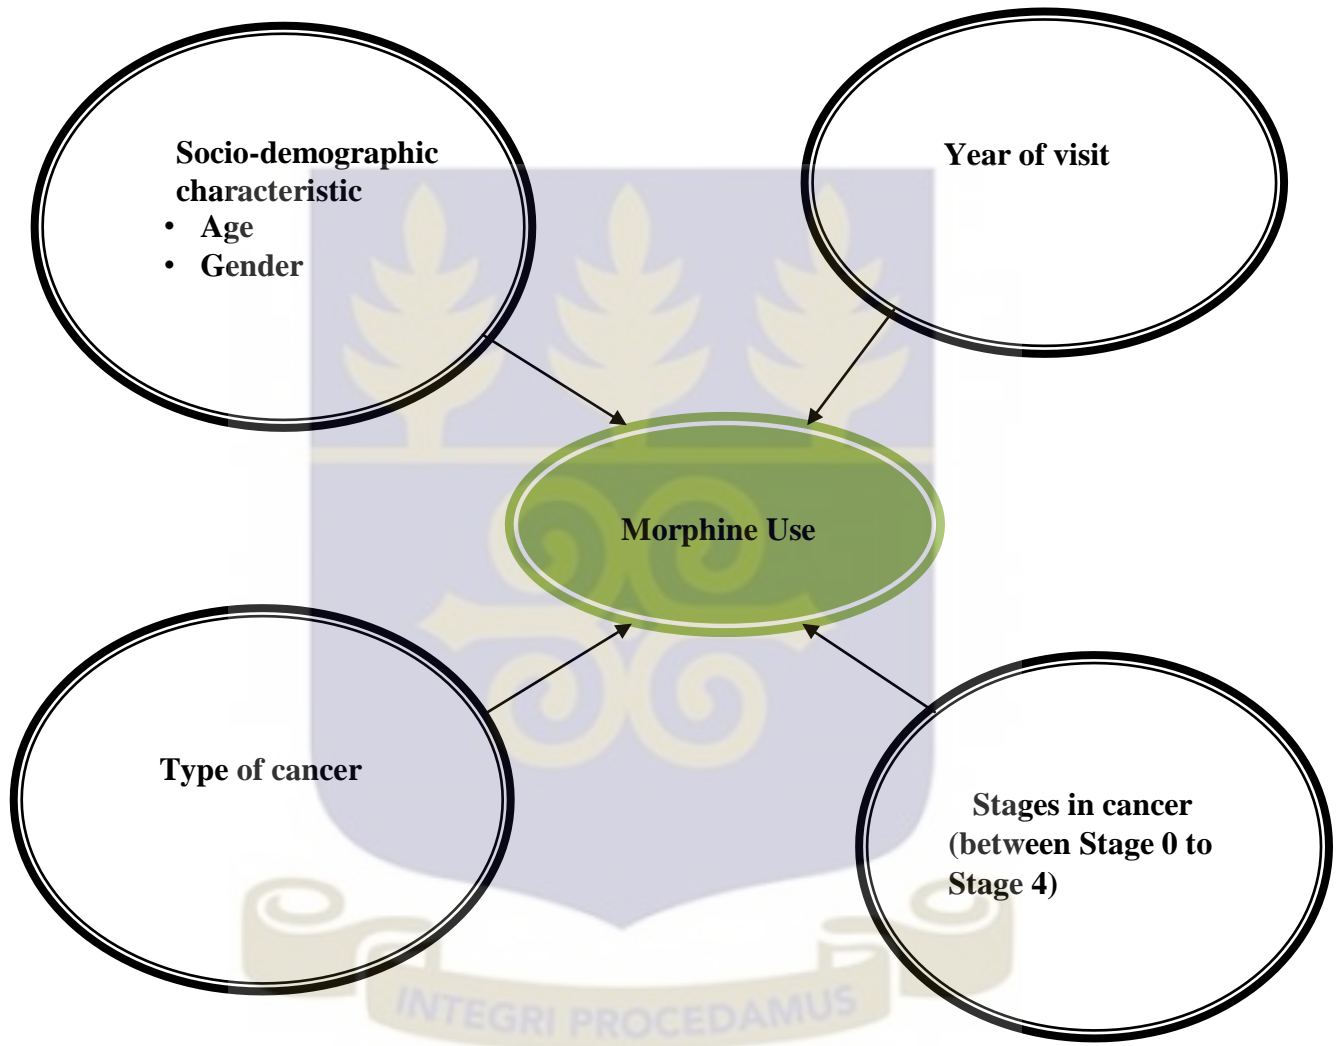 Socio-demographic
characteristic
• Age
• Gender
Year of visit
Morphine Use
Type of cancer
Stages in cancer
(between Stage 0 to
Stage 4)
INTEGRI PROCEDAMUS